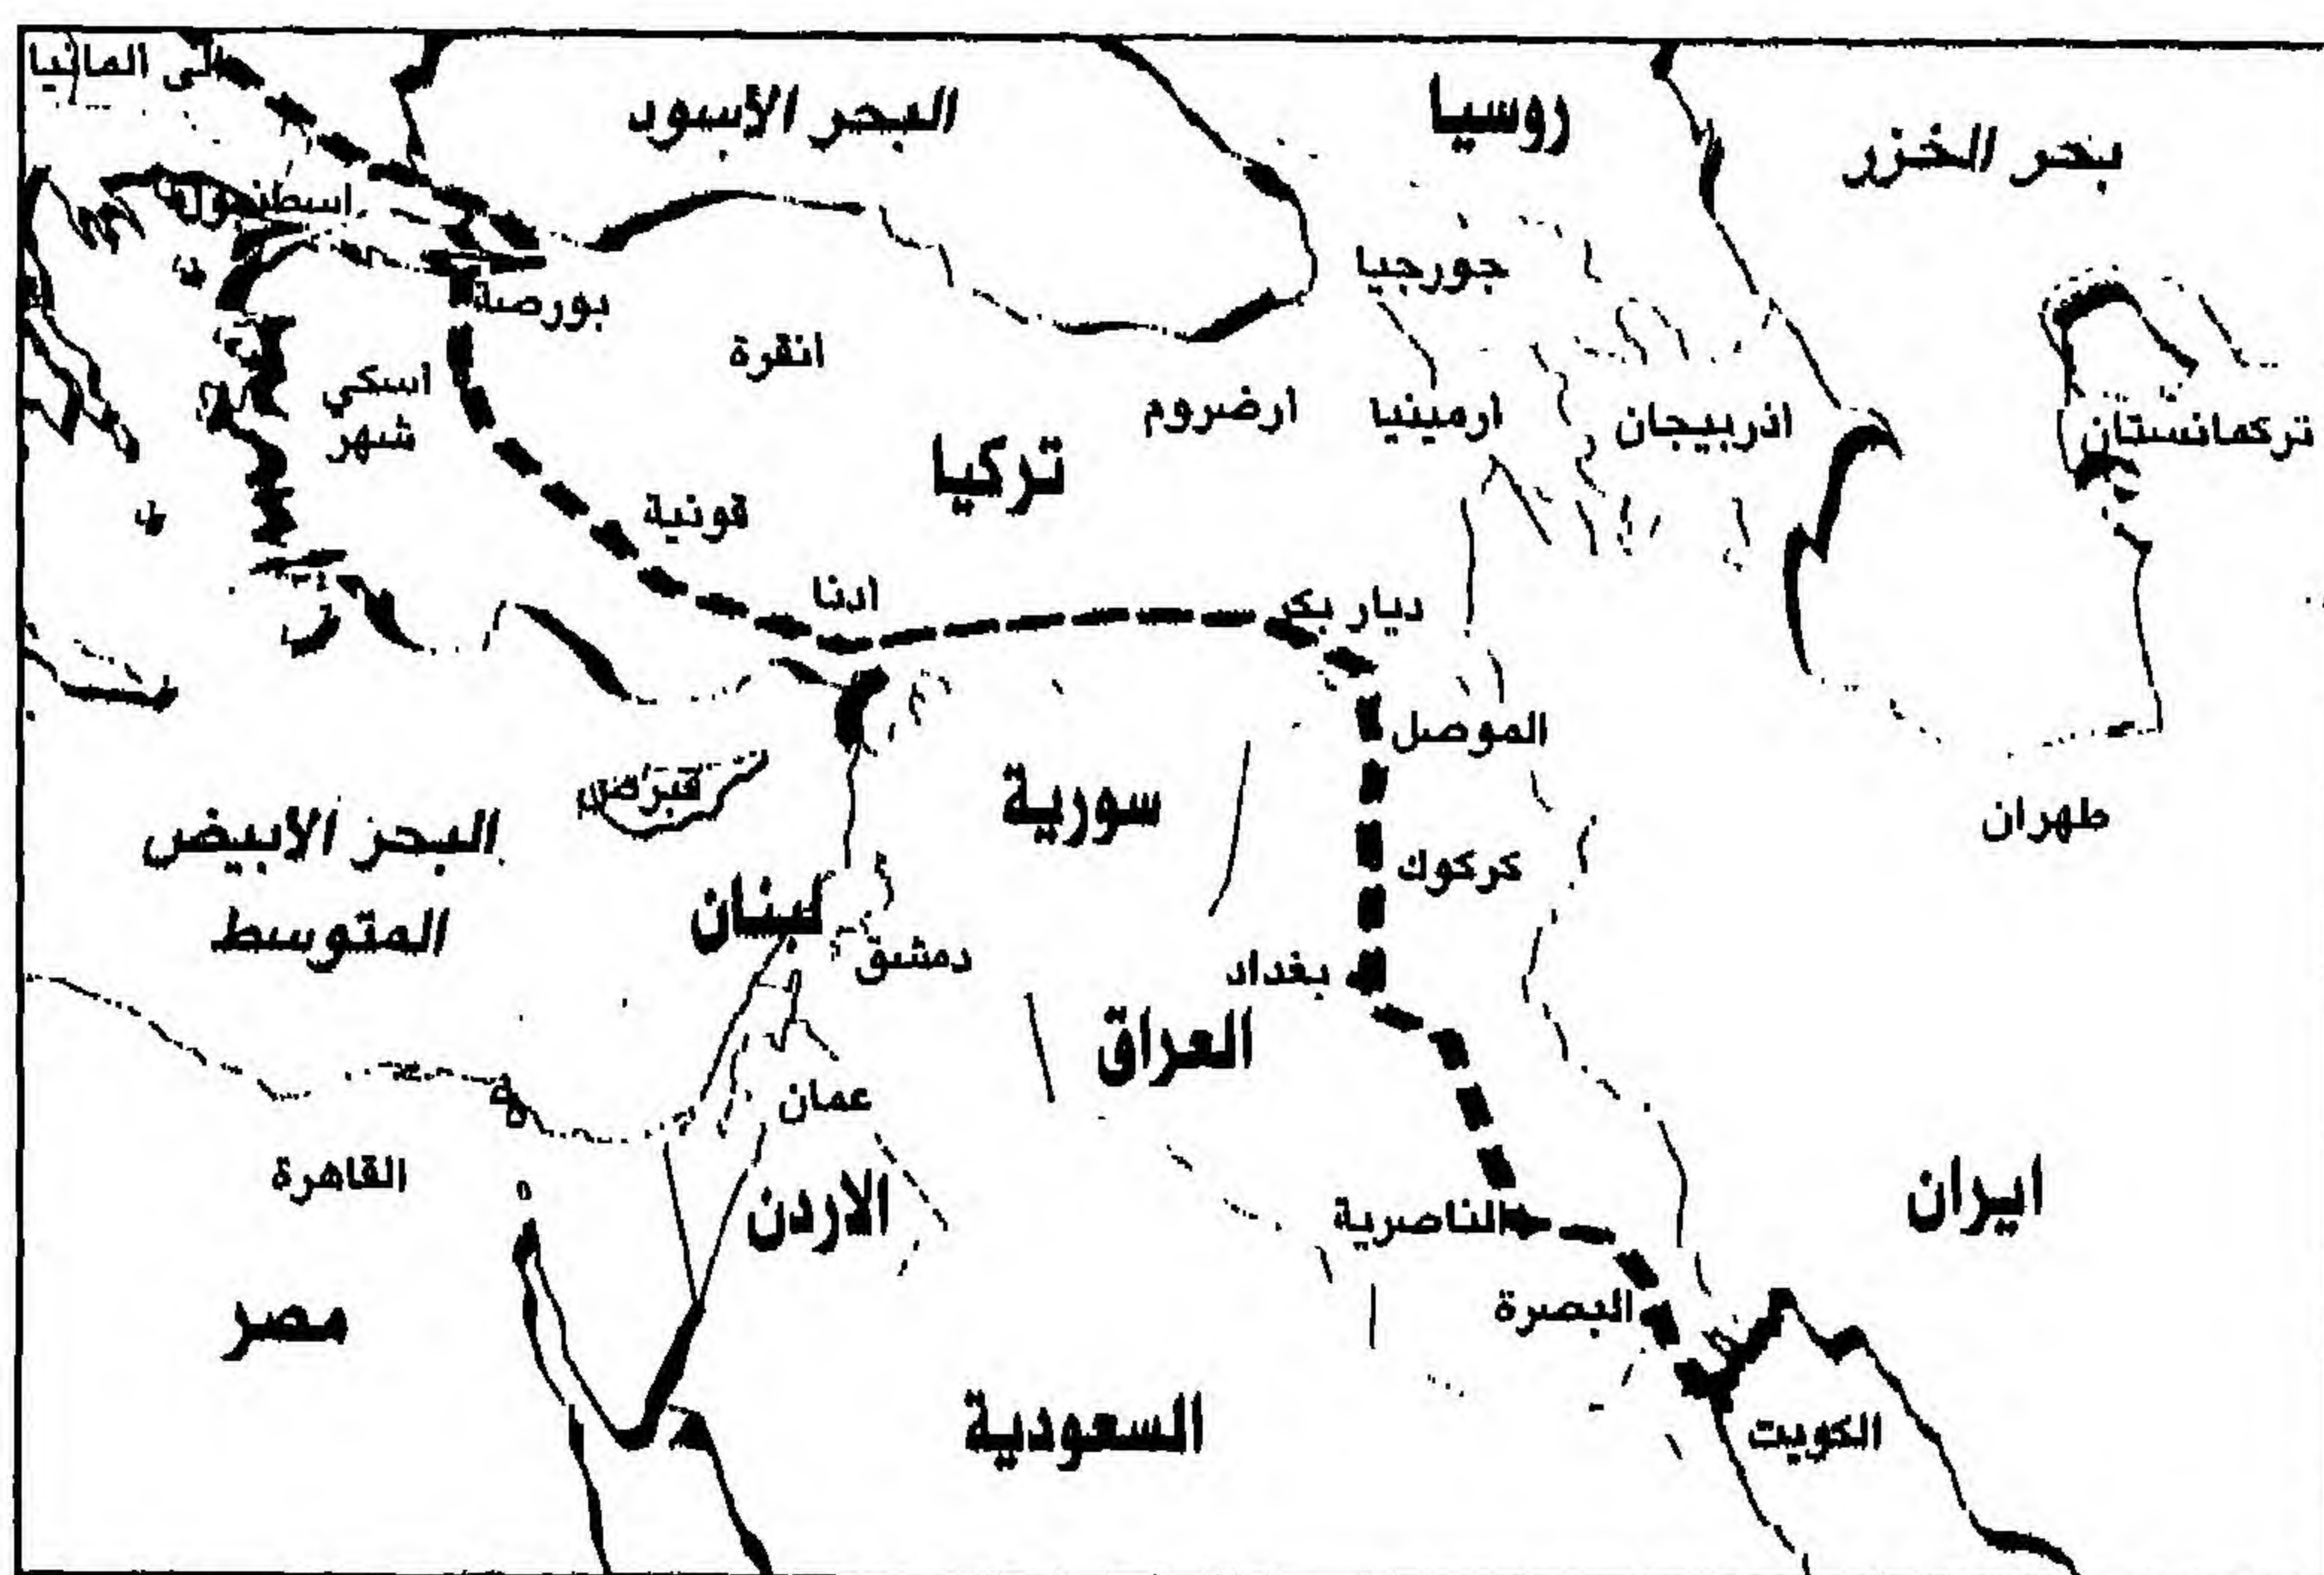 الى المانيا
البحر الأسود
روسيا
بحر الخزر
اسطنبول
جورجيا
بورصة
انقرة
اسكي
شهر
ارضروم
ارمينيا
اذربيجان
تركمانستان
تركيا
قونية
ادنا
ديار بكر
الموصل
قبرص
سورية
طهران
البحر الأبيض
المتوسط
كركوك
لبنان
دمشق
بغداد
العراق
عمان
القاهرة
الاردن
الناصرية
ايران
البصرة
مصر
السعودية
الكويت